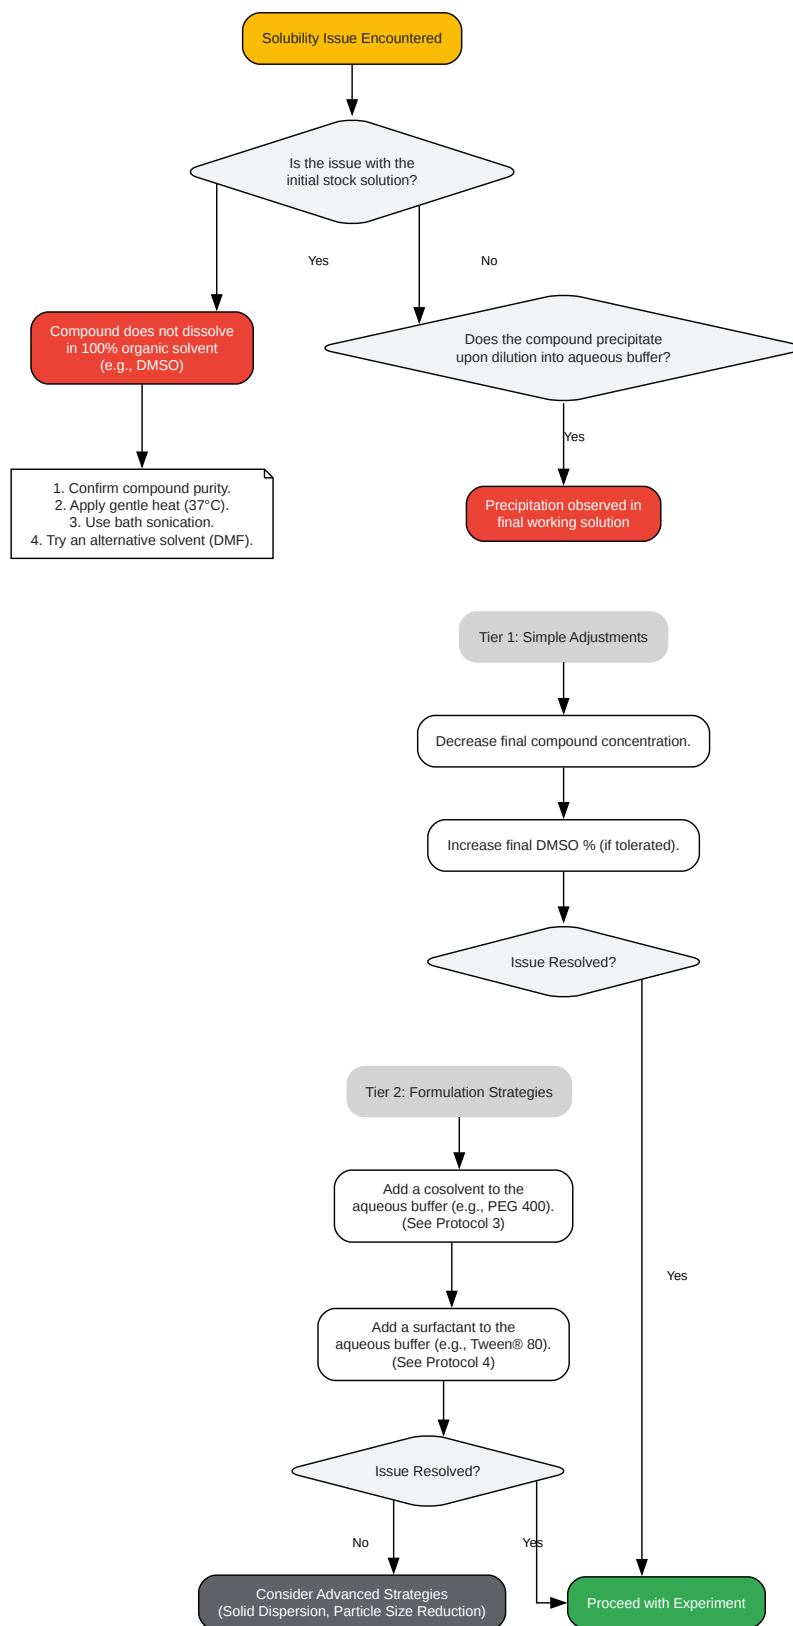 Solubility Issue Encountered
Is the issue with the
initial stock solution?
Yes
No
Compound does not dissolve
in 100% organic solvent
(e.g., DMSO)
Does the compound precipitate
upon dilution into aqueous buffer?
Yes
1. Confirm compound purity.
2. Apply gentle heat (37°C).
3. Use bath sonication.
4. Try an alternative solvent (DMF).
Precipitation observed in
final working solution
Tier 1: Simple Adjustments
Decrease final compound concentration.
Increase final DMSO % (if tolerated).
Issue Resolved?
Tier 2: Formulation Strategies
Add a cosolvent to the
aqueous buffer (e.g., PEG 400).
(See Protocol 3)
Yes
Add a surfactant to the
aqueous buffer (e.g., Tween® 80).
(See Protocol 4)
Issue Resolved?
No
Yes
Consider Advanced Strategies
(Solid Dispersion, Particle Size Reduction)
Proceed with Experiment